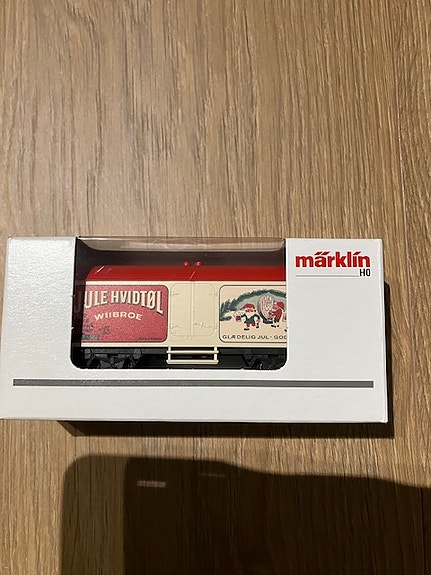 märklin
H0
ULE HVIDTØL
WIIBROE
GLÆDELIG JUL · GOD